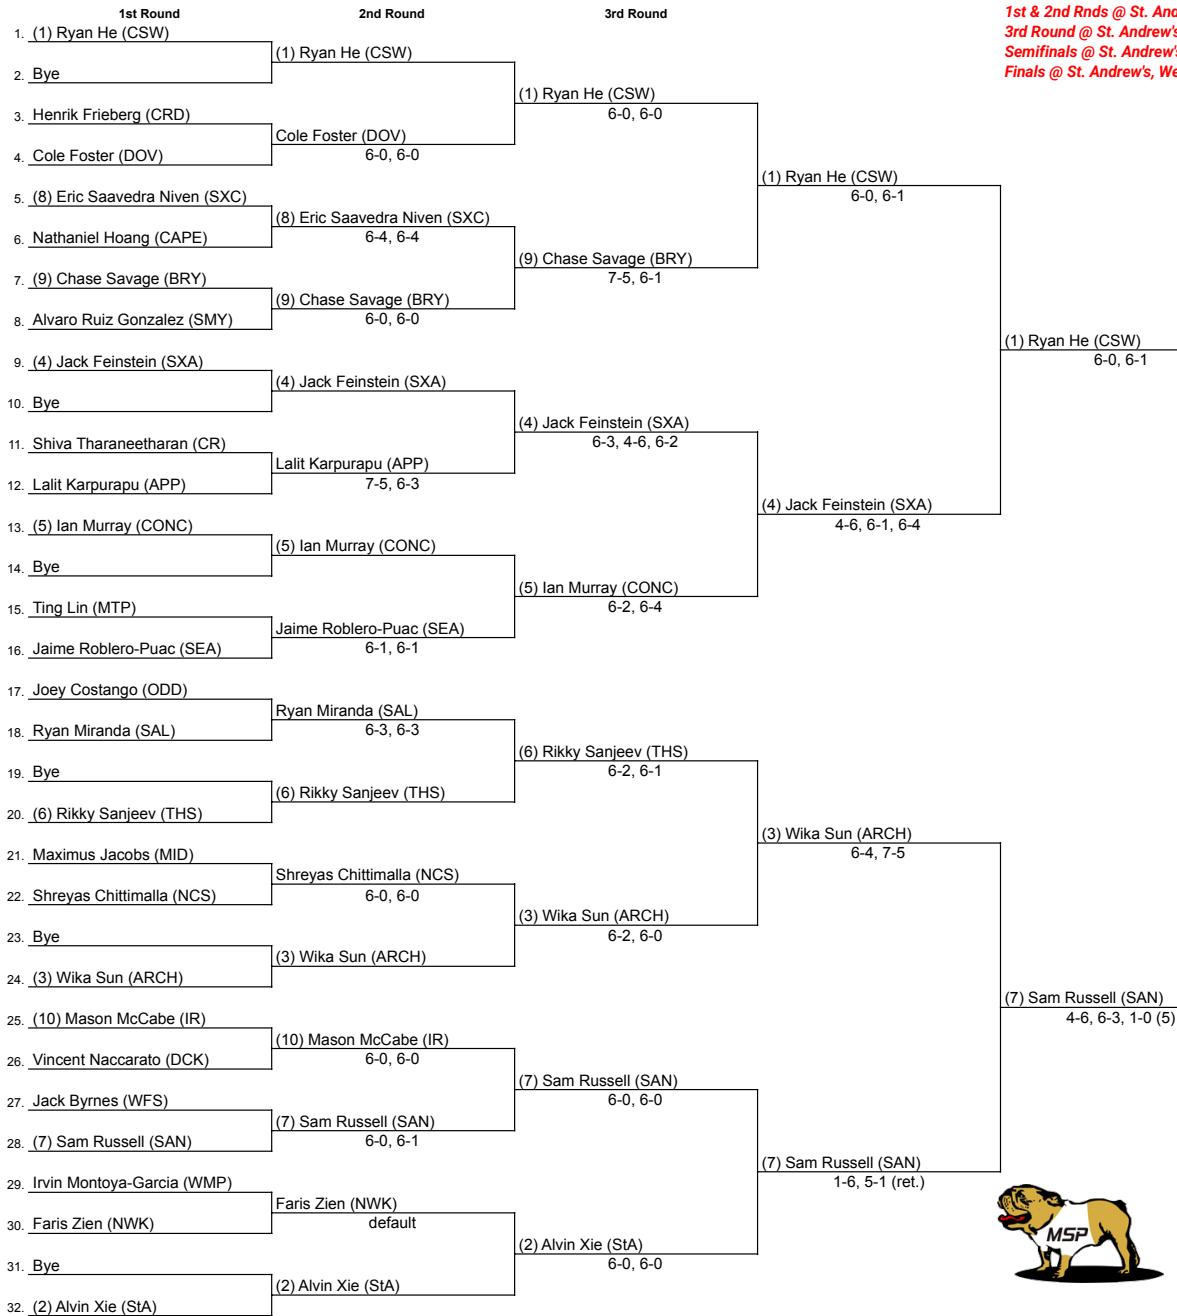 1st Round
2nd Round
3rd Round
1st & 2nd Rnds @ St. And
3rd Round @ St. Andrew's
Semifinals @ St. Andrew's
Finals @ St. Andrew's, We
1. (1) Ryan He (CSW)
2. Bye
3. Henrik Frieberg (CRD)
4. Cole Foster (DOV)
5. (8) Eric Saavedra Niven (SXC)
6. Nathaniel Hoang (CAPE)
7. (9) Chase Savage (BRY)
8. Alvaro Ruiz Gonzalez (SMY)
9. (4) Jack Feinstein (SXA)
10. Bye
11. Shiva Tharaneetharan (CR)
12. Lalit Karpurapu (APP)
13. (5) Ian Murray (CONC)
14. Bye
15. Ting Lin (MTP)
16. Jaime Roblero-Puac (SEA)
17. Joey Costango (ODD)
18. Ryan Miranda (SAL)
19. Bye
20. (6) Rikky Sanjeev (THS)
21. Maximus Jacobs (MID)
22. Shreyas Chittimalla (NCS)
23. Bye
24. (3) Wika Sun (ARCH)
25. (10) Mason McCabe (IR)
26. Vincent Naccarato (DCK)
27. Jack Byrnes (WFS)
28. (7) Sam Russell (SAN)
29. Irvin Montoya-Garcia (WMP)
30. Faris Zien (NWK)
31. Bye
32. (2) Alvin Xie (StA)
(1) Ryan He (CSW)
Cole Foster (DOV)
6-0, 6-0
(8) Eric Saavedra Niven (SXC)
6-4, 6-4
(9) Chase Savage (BRY)
6-0, 6-0
(4) Jack Feinstein (SXA)
Lalit Karpurapu (APP)
7-5, 6-3
(5) Ian Murray (CONC)
Jaime Roblero-Puac (SEA)
6-1, 6-1
Ryan Miranda (SAL)
6-3, 6-3
(6) Rikky Sanjeev (THS)
Shreyas Chittimalla (NCS)
6-0, 6-0
(3) Wika Sun (ARCH)
(10) Mason McCabe (IR)
6-0, 6-0
(7) Sam Russell (SAN)
6-0, 6-1
Faris Zien (NWK)
default
(2) Alvin Xie (StA)
(1) Ryan He (CSW)
6-0, 6-0
(9) Chase Savage (BRY)
7-5, 6-1
(4) Jack Feinstein (SXA)
6-3, 4-6, 6-2
(5) Ian Murray (CONC)
6-2, 6-4
(6) Rikky Sanjeev (THS)
6-2, 6-1
(3) Wika Sun (ARCH)
6-2, 6-0
(7) Sam Russell (SAN)
6-0, 6-0
(2) Alvin Xie (StA)
6-0, 6-0
(1) Ryan He (CSW)
6-0, 6-1
(4) Jack Feinstein (SXA)
4-6, 6-1, 6-4
(3) Wika Sun (ARCH)
6-4, 7-5
(7) Sam Russell (SAN)
1-6, 5-1 (ret.)
(1) Ryan He (CSW)
6-0, 6-1
(7) Sam Russell (SAN)
4-6, 6-3, 1-0 (5)
MSP